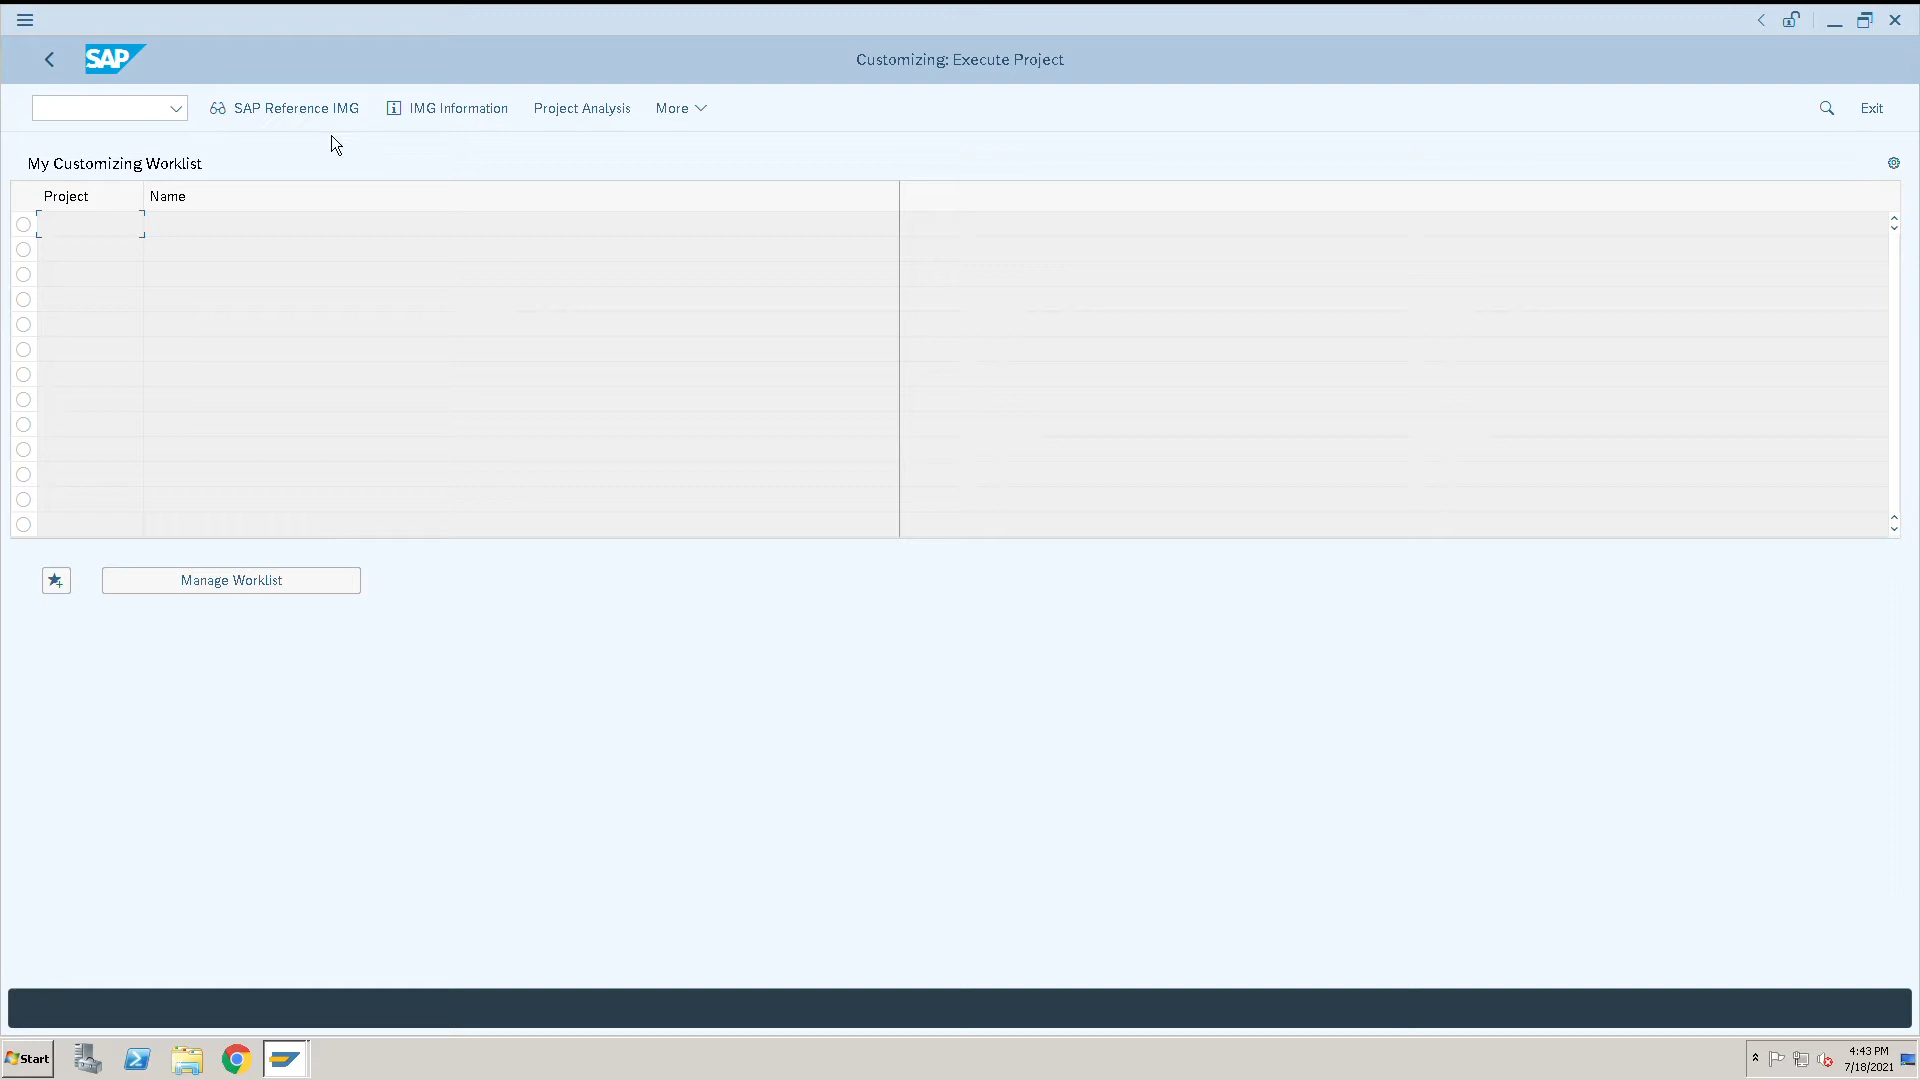 SAP
Customizing: Execute Project
SAP Reference IMG
IMG Information
Project Analysis
More
Exit
My Customizing Worklist
Project
Name
Manage Worklist
Start
4:43 PM
7/18/2021